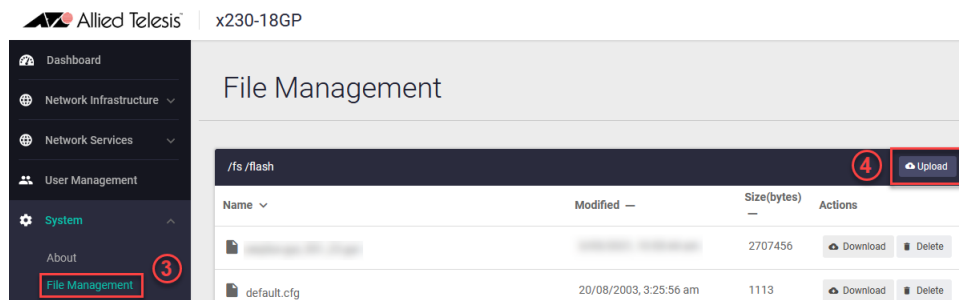 Allied Telesis x230-18GP
Dashboard
Network Infrastructure
Network Services
User Management
System
About
File Management
3
File Management
/fs /flash
4
Upload
Name Modified Size(bytes) Actions
2707456 Download Delete
default.cfg 20/08/2003, 3:25:56 am 1113 Download Delete